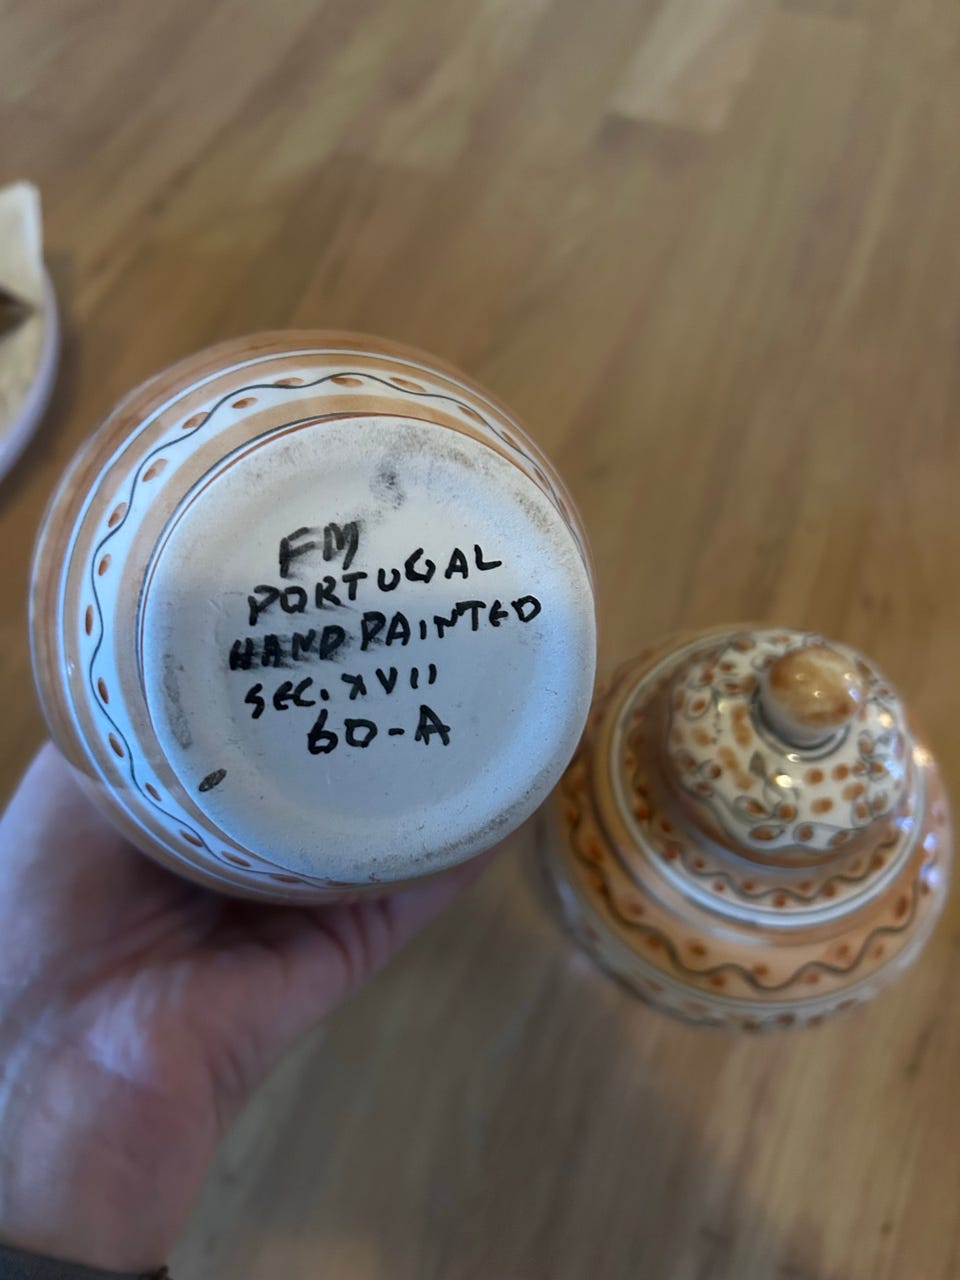 FM
PORTUGAL
HAND PAINTED
SEC. XVII
60-A